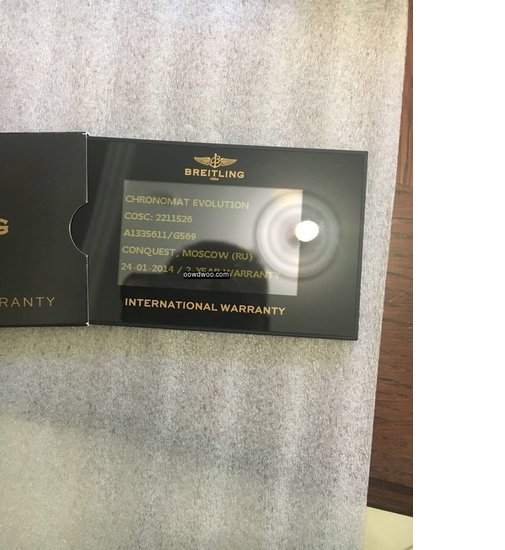 BREITLING
1884
CHRONOMAT EVOLUTION
COSC: 2211526
A1335611/G569
CONQUEST, MOSCOW (RU)
24-01-2014 / 2 YEAR WARRANTY
oowdwoo.com
INTERNATIONAL WARRANTY
G
RRANTY